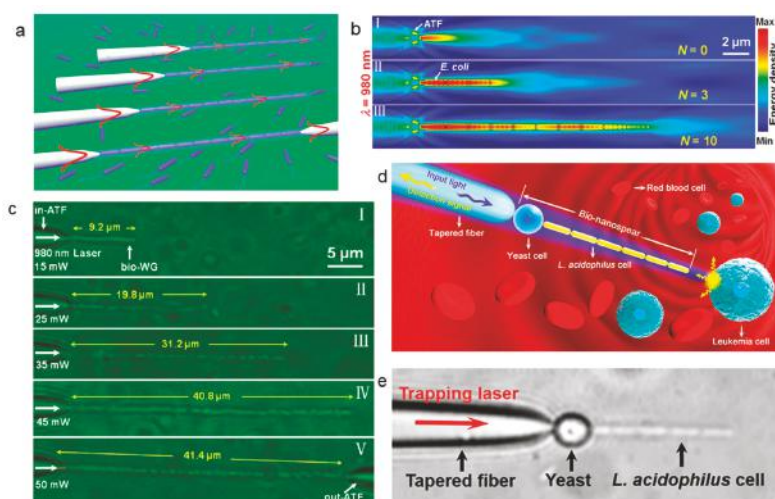 a
b
I
ATF
N = 0
2 µm
II
E. coli
N = 3
III
N = 10
λ = 980 nm
Max
Energy density
Min
c
in-ATF
9.2 µm
I
980 nm Laser
15 mW
bio-WG
5 µm
19.8 µm
II
25 mW
31.2 µm
III
35 mW
40.8 µm
IV
45 mW
41.4 µm
V
50 mW
out-ATF
d
Input light
Detection signal
Tapered fiber
Yeast cell
Bio-nanospear
L. acidophilus cell
Red blood cell
Leukemia cell
e
Trapping laser
Tapered fiber
Yeast
L. acidophilus cell